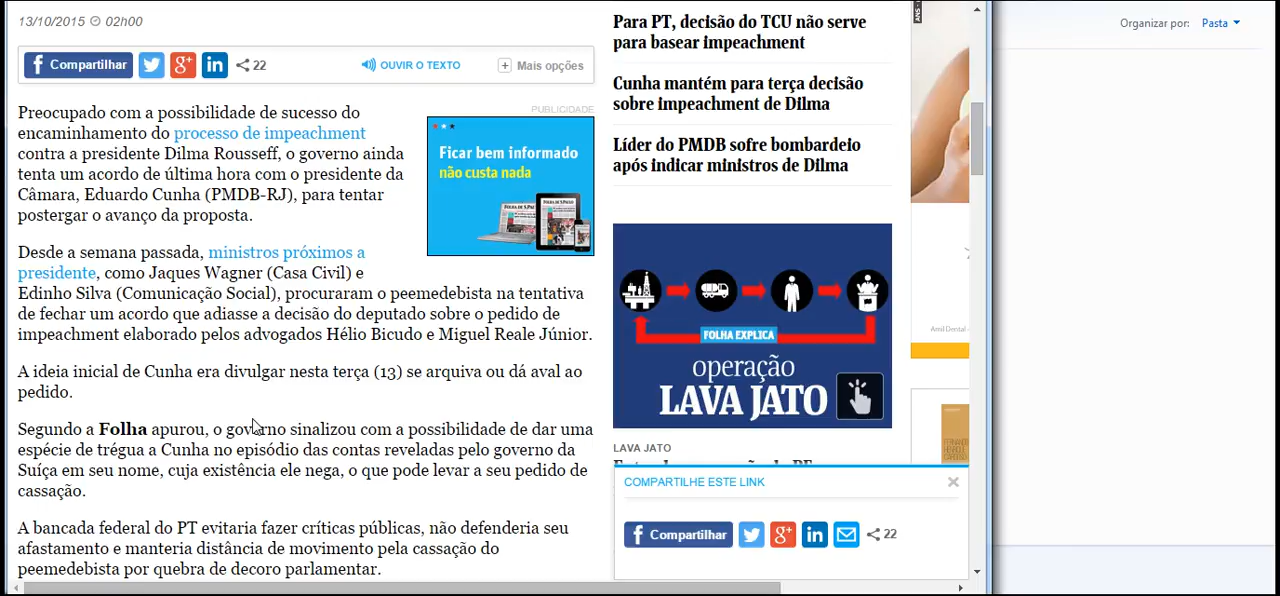 13/10/2015 02h00
Compartilhar
22
OUVIR O TEXTO
+ Mais opções
Preocupado com a possibilidade de sucesso do
encaminhamento do processo de impeachment
contra a presidente Dilma Rousseff, o governo ainda
tenta um acordo de última hora com o presidente da
Câmara, Eduardo Cunha (PMDB-RJ), para tentar
postergar o avanço da proposta.
PUBLICIDADE
Ficar bem informado
não custa nada
Desde a semana passada, ministros próximos a
presidente, como Jaques Wagner (Casa Civil) e
Edinho Silva (Comunicação Social), procuraram o peemedebista na tentativa
de fechar um acordo que adiasse a decisão do deputado sobre o pedido de
impeachment elaborado pelos advogados Hélio Bicudo e Miguel Reale Júnior.
A ideia inicial de Cunha era divulgar nesta terça (13) se arquiva ou dá aval ao
pedido.
Segundo a Folha apurou, o governo sinalizou com a possibilidade de dar uma
espécie de trégua a Cunha no episódio das contas reveladas pelo governo da
Suíça em seu nome, cuja existência ele nega, o que pode levar a seu pedido de
cassação.
A bancada federal do PT evitaria fazer críticas públicas, não defenderia seu
afastamento e manteria distância de movimento pela cassação do
peemedebista por quebra de decoro parlamentar.
Para PT, decisão do TCU não serve
para basear impeachment
Cunha mantém para terça decisão
sobre impeachment de Dilma
Líder do PMDB sofre bombardeio
após indicar ministros de Dilma
FOLHA EXPLICA
operação
LAVA JATO
LAVA JATO
COMPARTILHE ESTE LINK
Compartilhar
22
ANS -
Amil Dental -
FERNANDO
Organizar por: Pasta